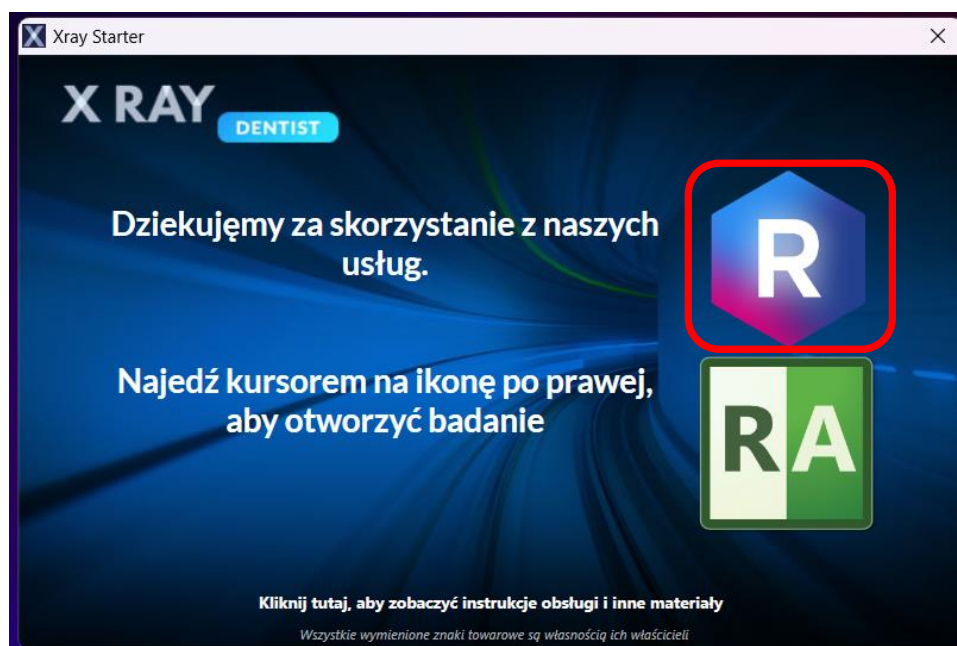 Xray Starter
X RAY
DENTIST
Dziekujęmy za skorzystanie z naszych
usług.
R
Najedź kursorem na ikonę po prawej,
aby otworzyć badanie
RA
Kliknij tutaj, aby zobaczyć instrukcje obsługi i inne materiały
Wszystkie wymienione znaki towarowe są własnością ich właścicieli